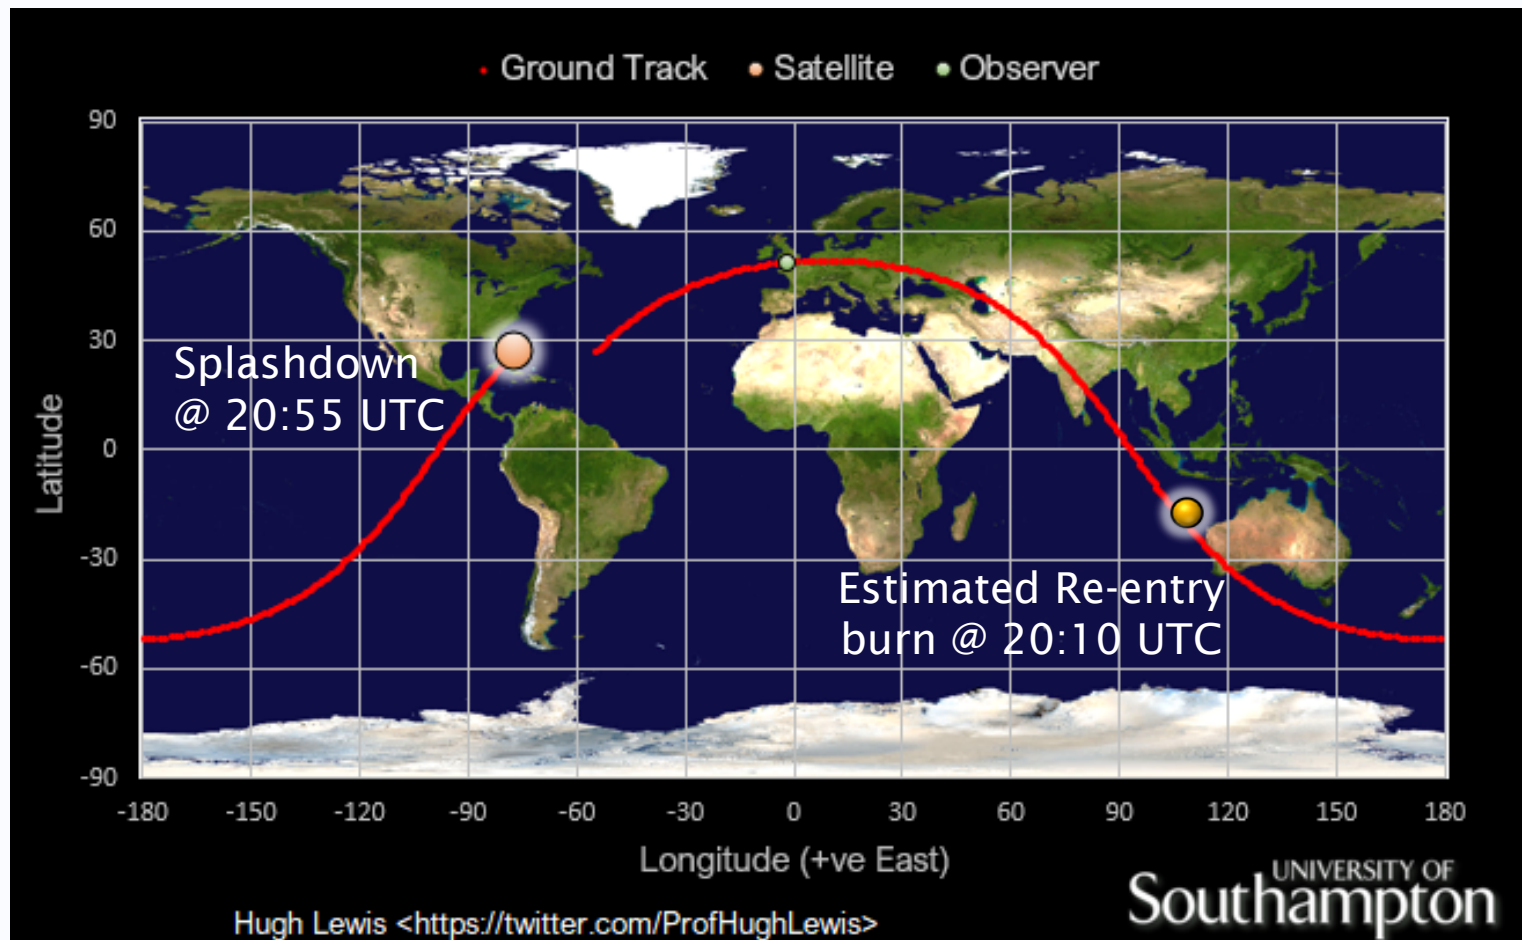 Ground Track Satellite Observer
90
60
30
0
-30
-60
-90
Latitude
Splashdown
@ 20:55 UTC
Estimated Re-entry
burn @ 20:10 UTC
-180 -150 -120 -90 -60 -30 0 30 60 90 120 150 180
Longitude (+ve East)
UNIVERSITY OF
Southampton
Hugh Lewis <https://twitter.com/ProfHughLewis>